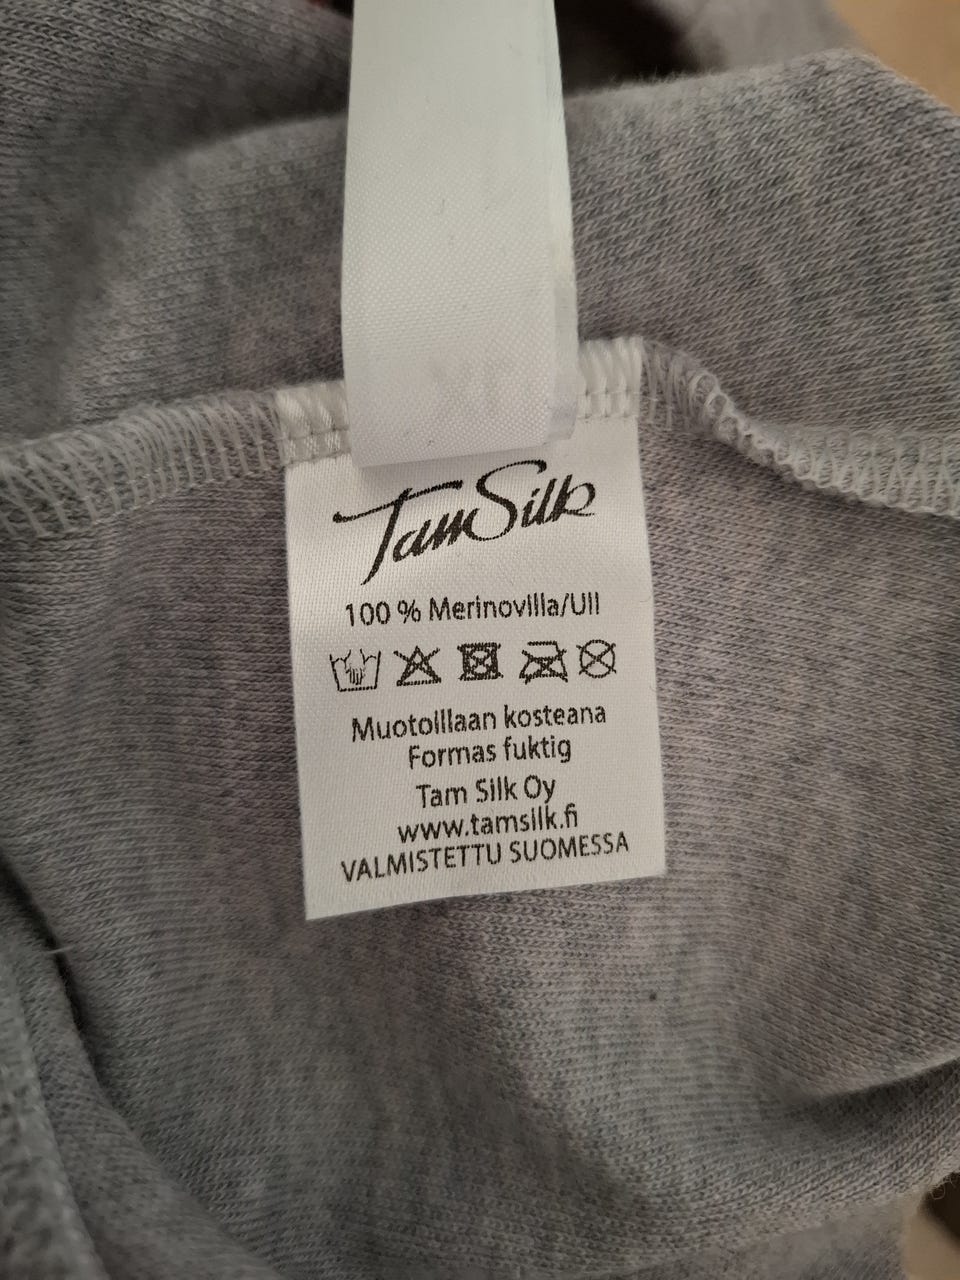 TamSilk
100 % Merinovilla/Ull
Muotoillaan kosteana
Formas fuktig
Tam Silk Oy
www.tamsilk.fi
VALMISTETTU SUOMESSA